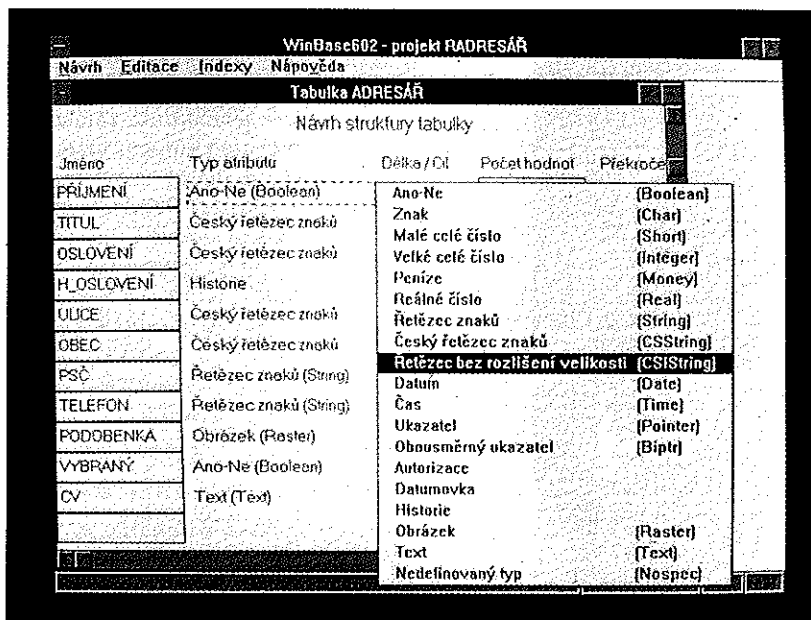 WinBase602 - projekt RADRESÁŘ
Návrh Editace Indexy Nápověda
Tabulka ADRESÁŘ
Návrh struktury tabulky
Jméno Typ atributu Délka / Cíl Počet hodnot Překroče
PŘÍJMENÍ Ano-Ne (Boolean)
TITUL Český řetězec znaků
OSLOVENÍ Český řetězec znaků
H_OSLOVENÍ Historie
ULICE Český řetězec znaků
OBEC Český řetězec znaků
PSČ Řetězec znaků (String)
TELEFON Řetězec znaků (String)
PODOBENKA Obrázek (Raster)
VYBRANÝ Ano-Ne (Boolean)
CV Text (Text)
Ano-Ne (Boolean)
Znak (Char)
Malé celé číslo (Short)
Velké celé číslo (Integer)
Peníze (Money)
Reálné číslo (Real)
Řetězec znaků (String)
Český řetězec znaků (CSString)
Řetězec bez rozlišení velikosti (CSIString)
Datum (Date)
Čas (Time)
Ukazatel (Pointer)
Obousměrný ukazatel (Biptr)
Autorizace
Datumovka
Historie
Obrázek (Raster)
Text (Text)
Nedefinovaný typ (Nospec)